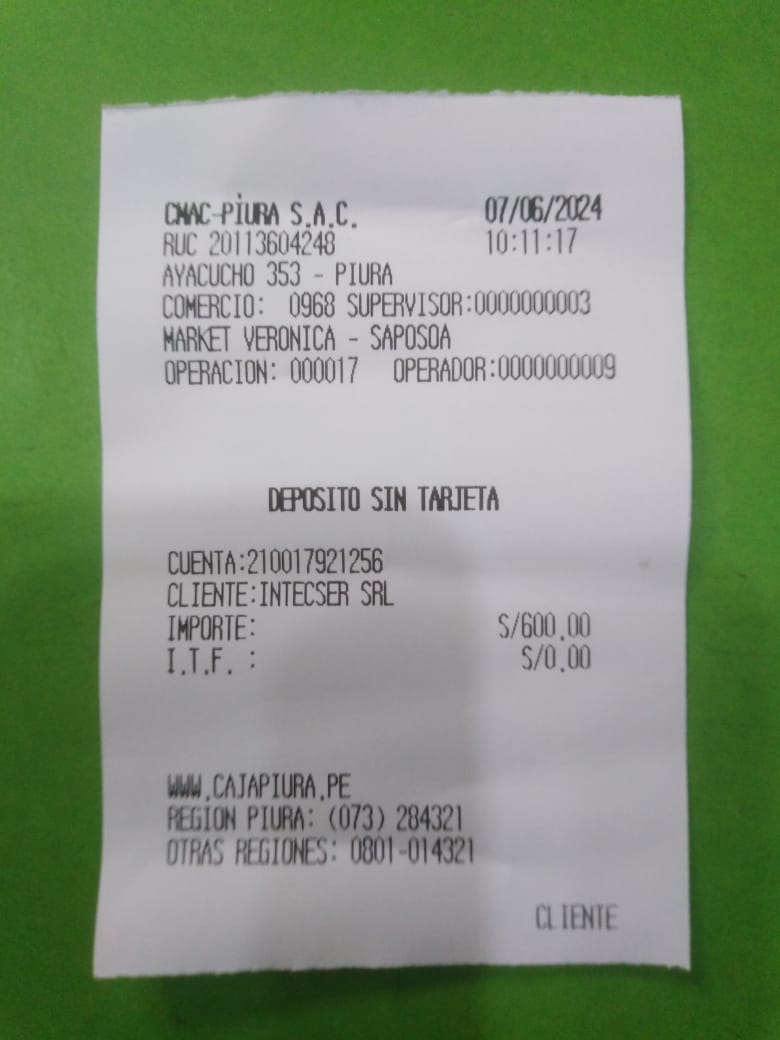 CMAC-PIURA S.A.C. 07/06/2024
RUC 20113604248 10:11:17
AYACUCHO 353 - PIURA
COMERCIO: 0968 SUPERVISOR:0000000003
MARKET VERONICA - SAPOSOA
OPERACION: 000017 OPERADOR:0000000009
DEPOSITO SIN TARJETA
CUENTA:210017921256
CLIENTE:INTECSER SRL
IMPORTE: S/600.00
I.T.F. : S/0.00
WWW.CAJAPIURA.PE
REGION PIURA: (073) 284321
OTRAS REGIONES: 0801-014321
CLIENTE